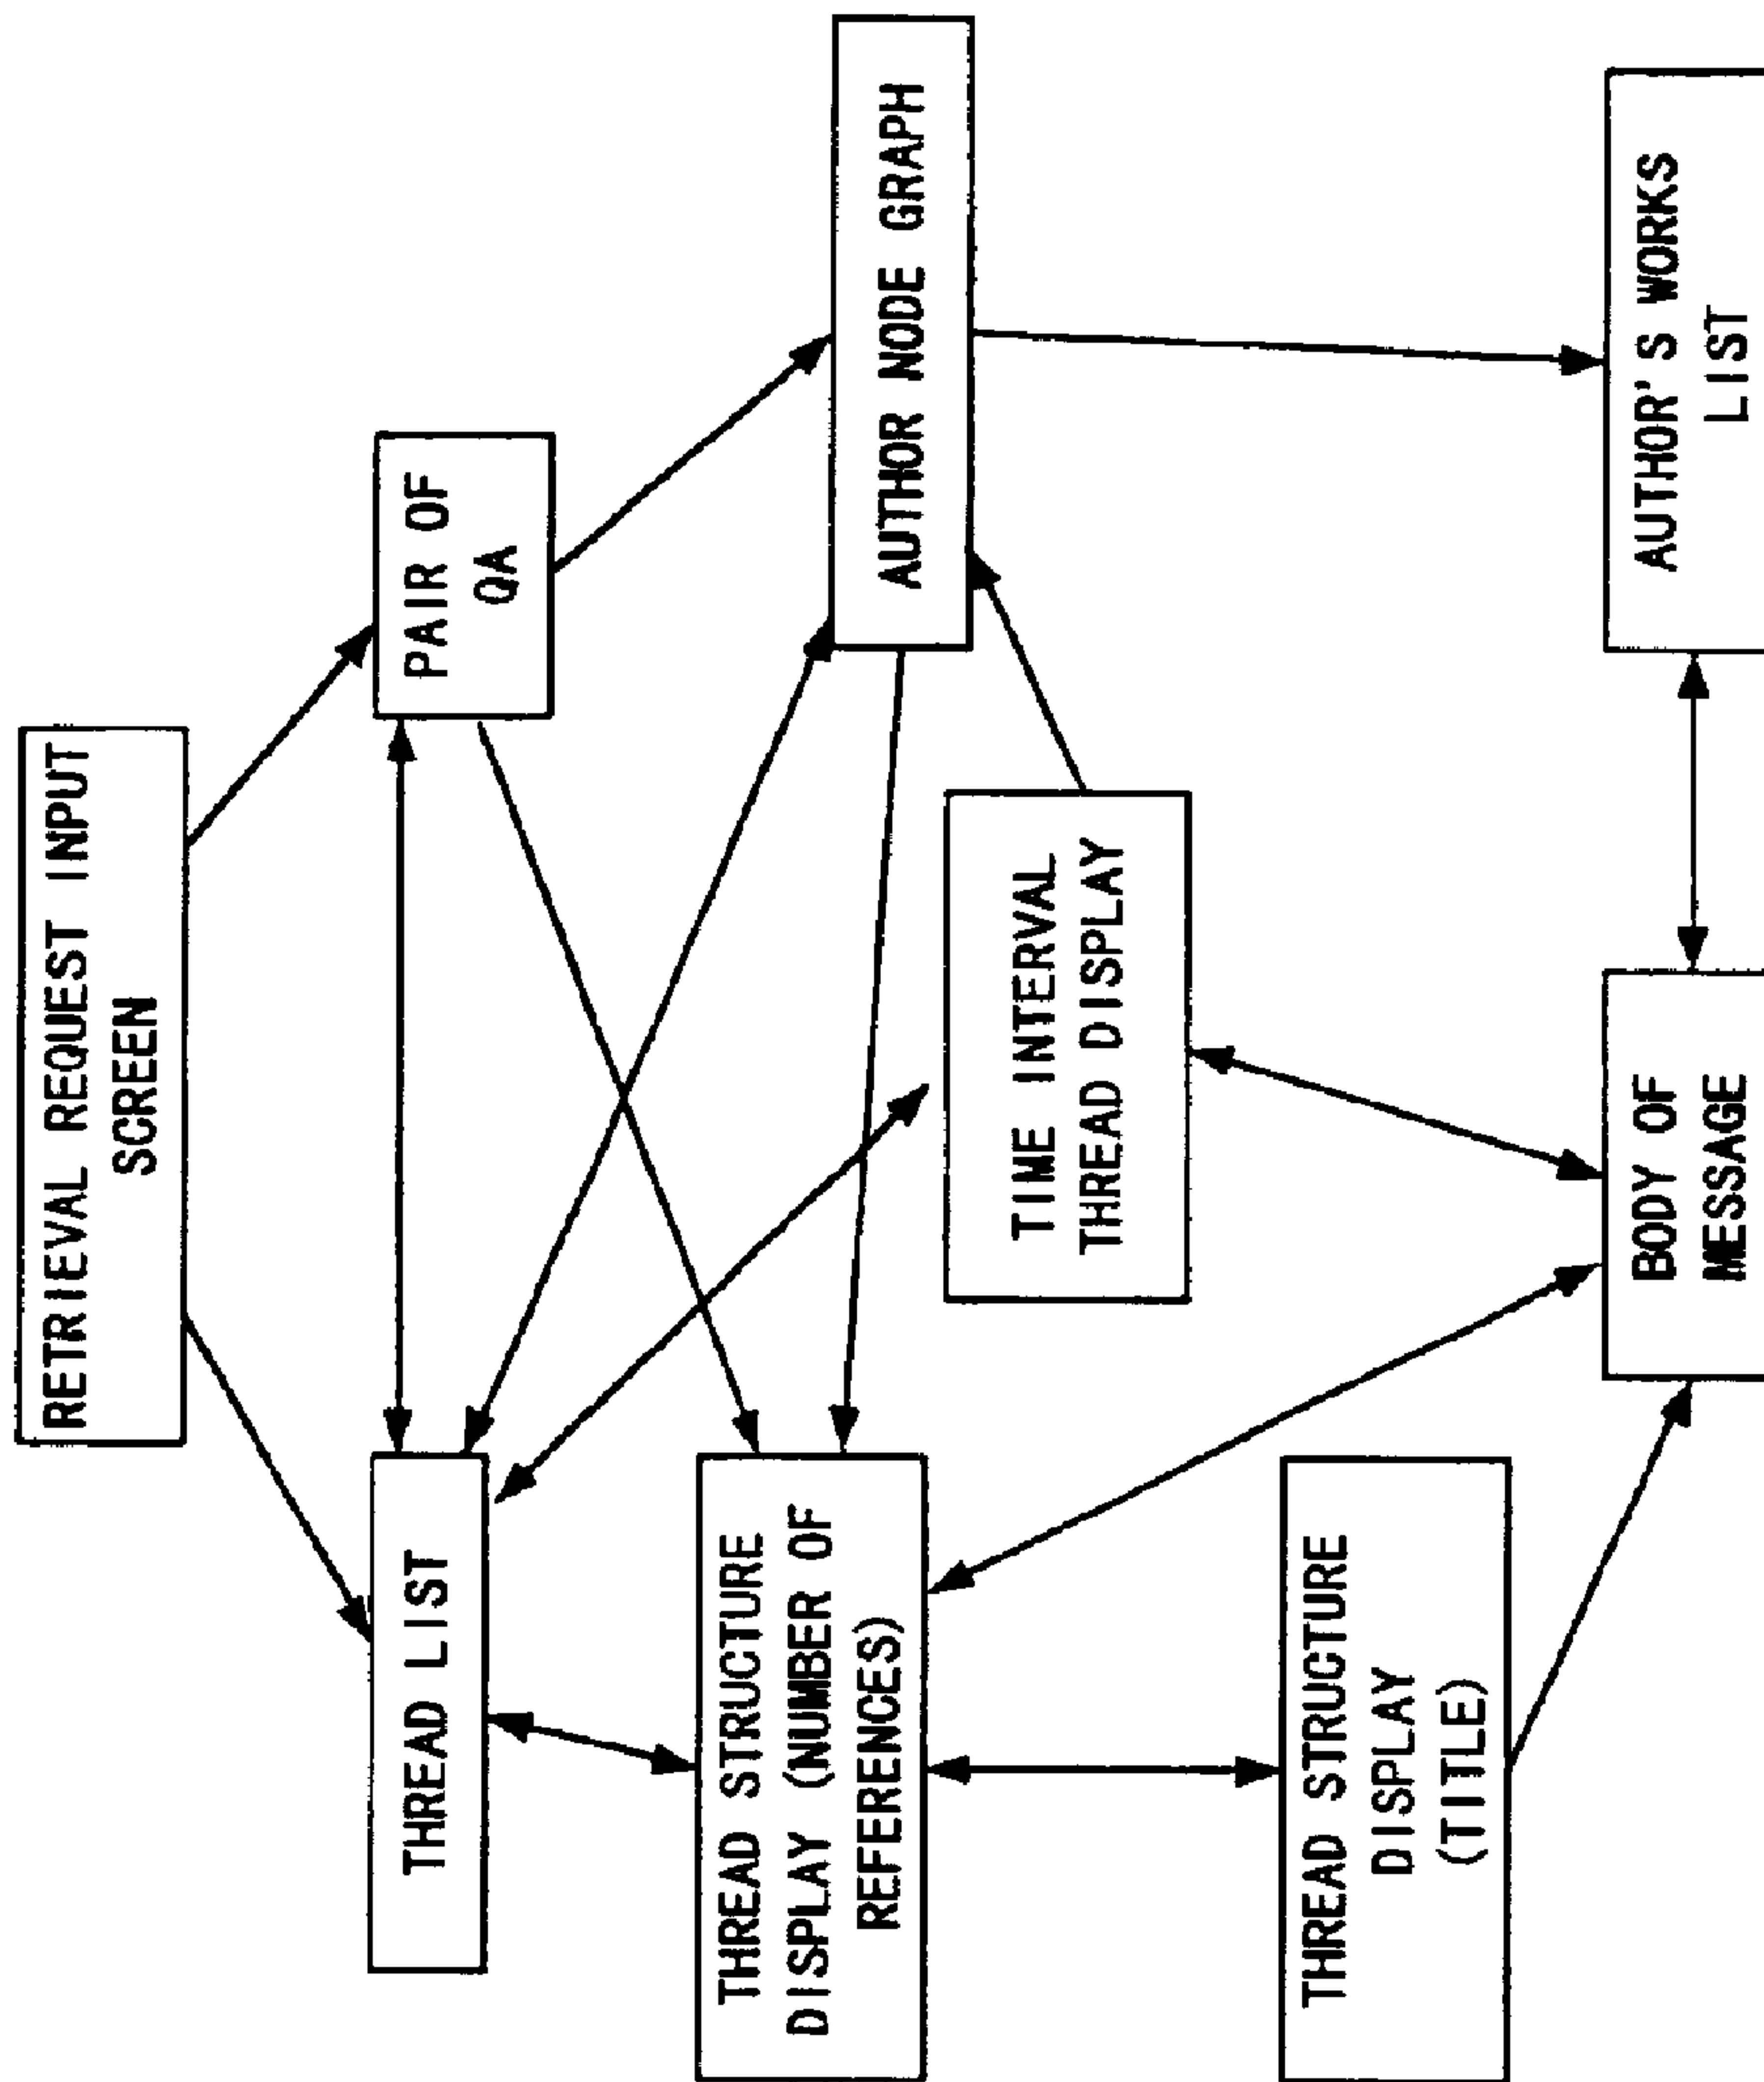 RETRIEVAL REQUEST INPUT
SCREEN
THREAD LIST
PAIR OF
QA
THREAD STRUCTURE
DISPLAY (NUMBER OF
REFERENCES)
AUTHOR NODE GRAPH
TIME INTERVAL
THREAD DISPLAY
THREAD STRUCTURE
DISPLAY
(TITLE)
BODY OF
MESSAGE
AUTHOR'S WORKS
LIST